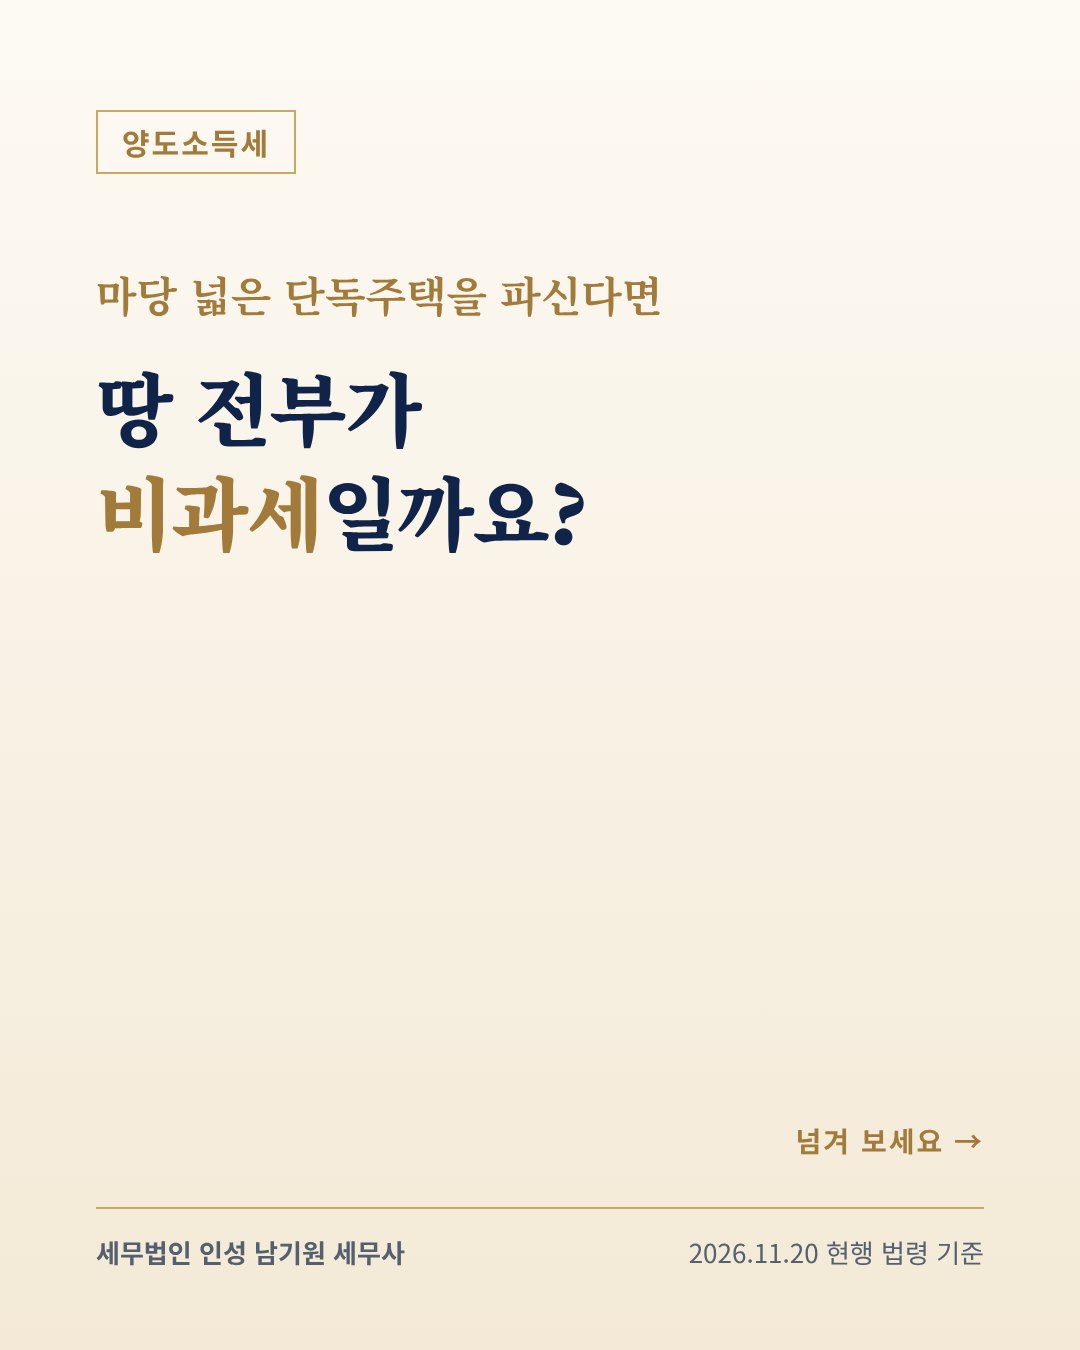 양도소득세
마당 넓은 단독주택을 파신다면
땅 전부가
비과세일까요?
넘겨 보세요 →
세무법인 인성 남기원 세무사
2026.11.20 현행 법령 기준